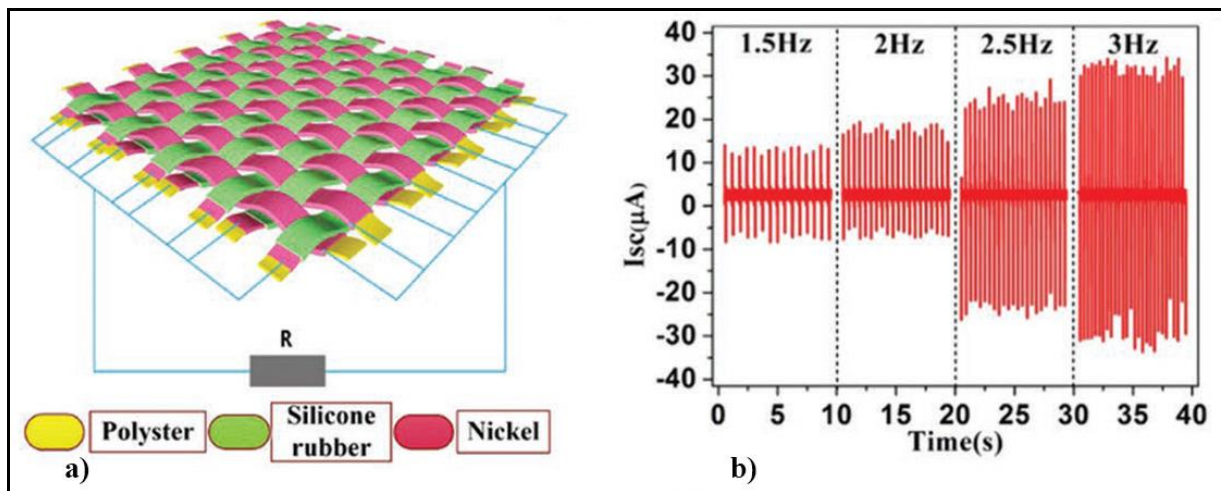 R
Polyster
Silicone
rubber
Nickel
a)
1.5Hz 2Hz 2.5Hz 3Hz
40
30
20
10
0
-10
-20
-30
-40
Isc(μA)
0 5 10 15 20 25 30 35 40
Time(s)
b)